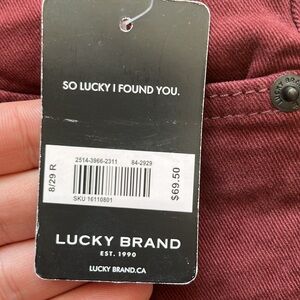 SO LUCKY I FOUND YOU.
2514-3966-2311 84-2929
8/29 R
$69.50
SKU 16110801
LUCKY BRAND
EST. 1990
LUCKY BRAND.CA